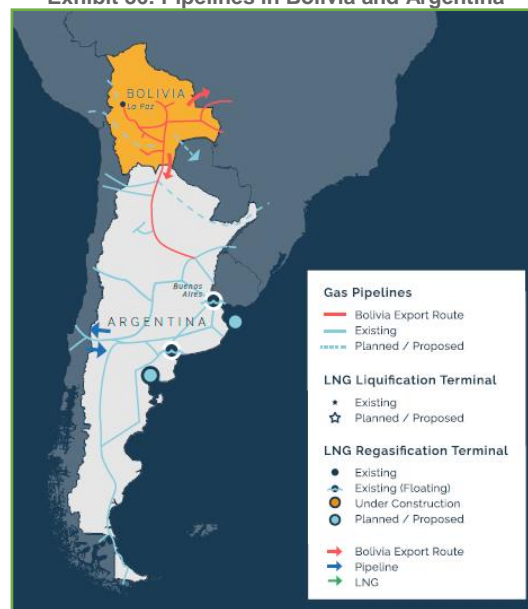 Exhibit 30. Pipelines in Bolivia and Argentina
BOLIVIA
La Paz
Buenos
Aires
ARGENTINA
Gas Pipelines
Bolivia Export Route
Existing
Planned / Proposed
LNG Liquification Terminal
Existing
Planned / Proposed
LNG Regasification Terminal
Existing
Existing (Floating)
Under Construction
Planned / Proposed
Bolivia Export Route
Pipeline
LNG